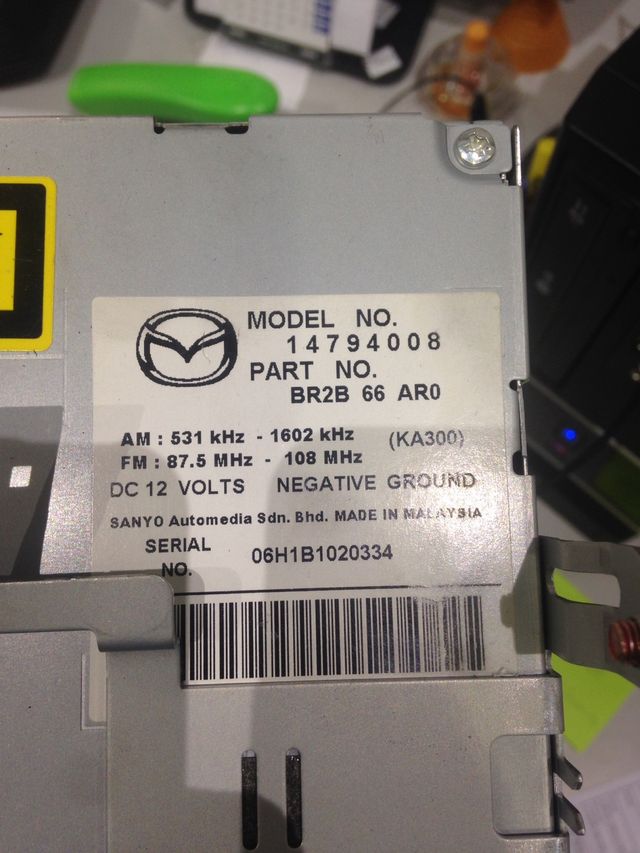 MODEL NO.
14794008
PART NO.
BR2B 66 AR0
AM : 531 kHz - 1602 kHz (KA300)
FM : 87.5 MHz - 108 MHz
DC 12 VOLTS NEGATIVE GROUND
SANYO Automedia Sdn. Bhd. MADE IN MALAYSIA
SERIAL NO. 06H1B1020334